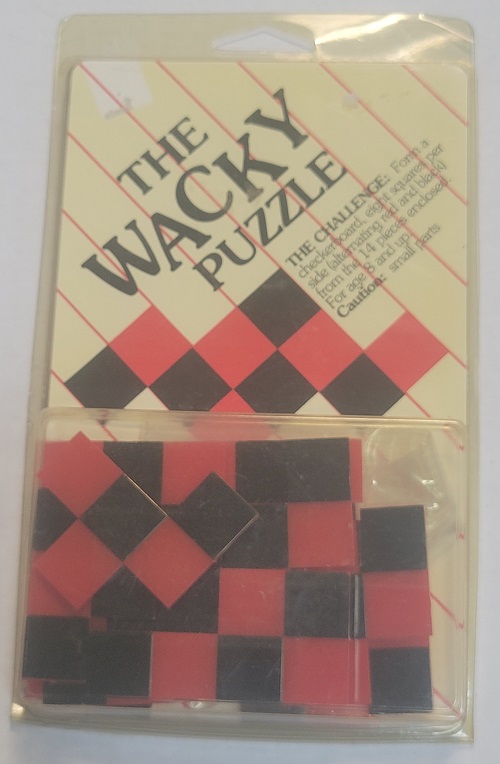 THE
WACKY
PUZZLE
THE CHALLENGE: Form a
checkerboard, eight squares per
side (alternating red and black)
from the 14 pieces enclosed.
For age 8 and up
Caution: small parts